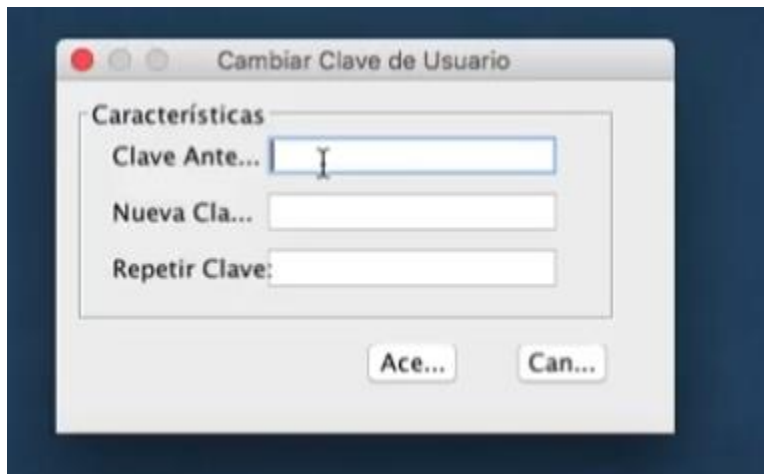 Cambiar Clave de Usuario
Características
Clave Ante...
Nueva Cla...
Repetir Clave:
Ace... Can...